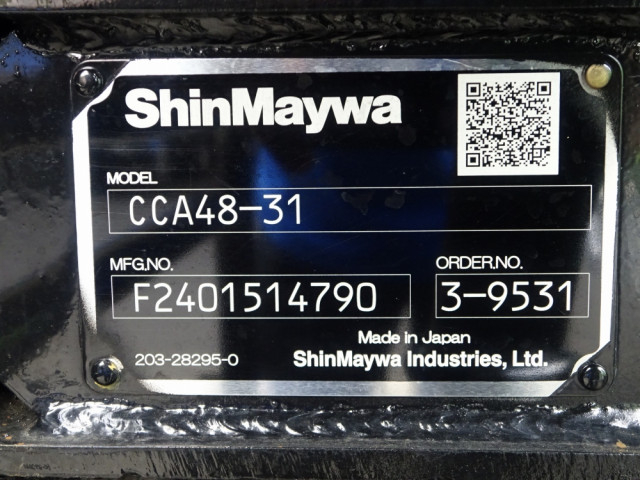 ShinMaywa
MODEL
CCA48-31
MFG.NO. ORDER.NO.
F2401514790 3-9531
Made in Japan
203-28295-0 ShinMaywa Industries, Ltd.